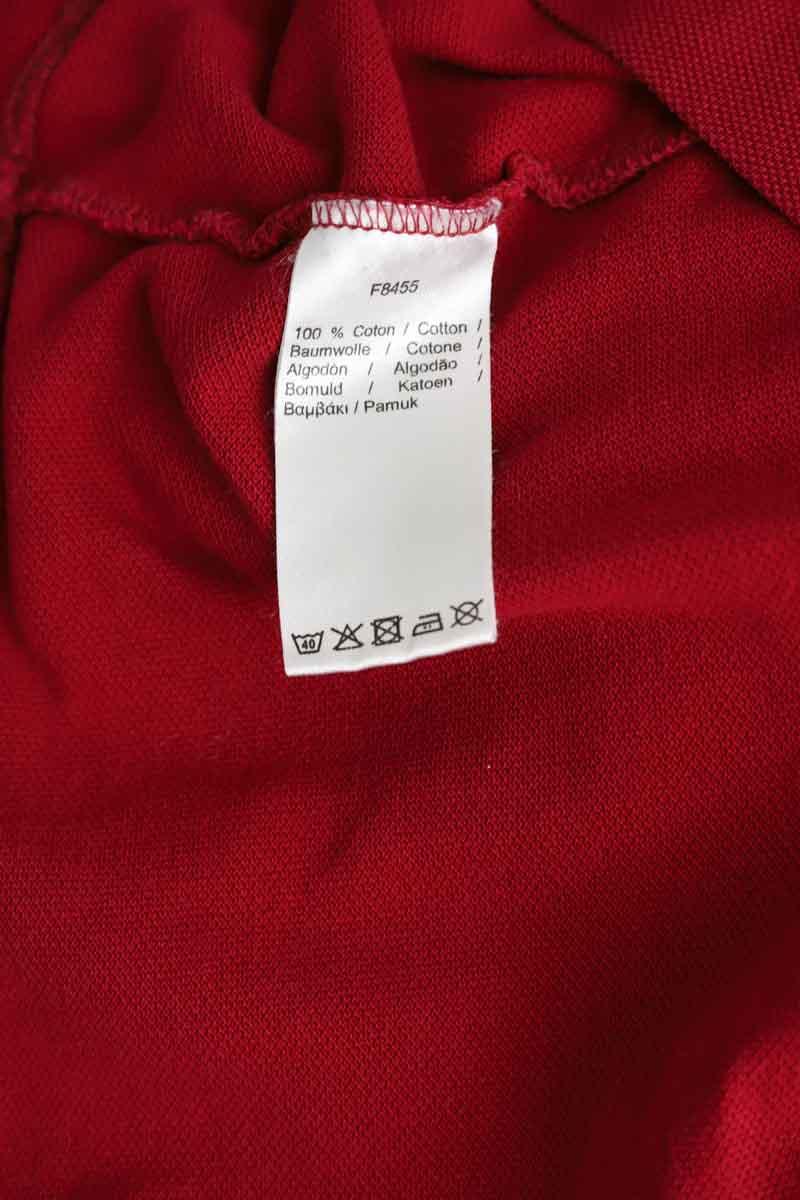 F8455
100 % Coton / Cotton /
Baumwolle / Cotone /
Algodón / Algodão /
Bomuld / Katoen /
Βαμβάκι / Pamuk
40